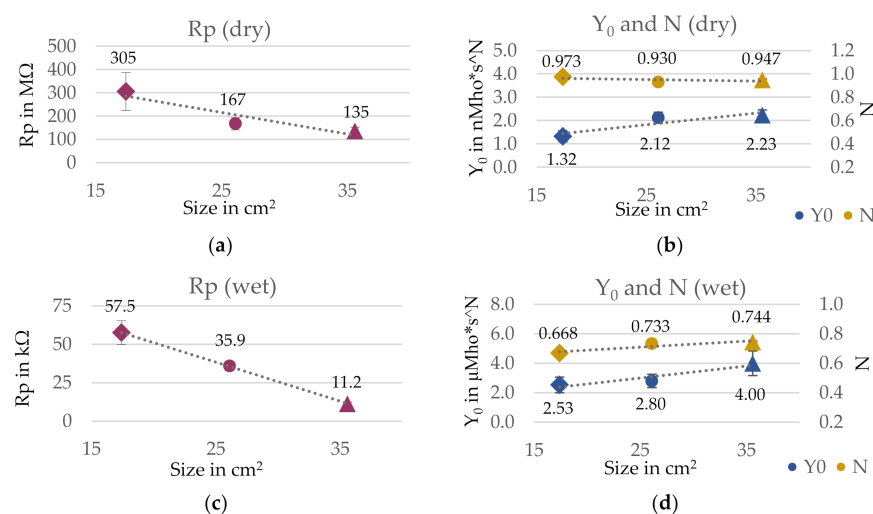 Rp (dry)
500
400
300
200
100
0
Rp in MΩ
305
167
135
15
25
35
Size in cm²
(a)
Y₀ and N (dry)
5.0
4.0
3.0
2.0
1.0
0.0
Y₀ in nMho*s^N
0.973
0.930
0.947
1.32
2.12
2.23
1.2
1.0
0.8
0.6
0.4
0.2
N
15
25
35
Size in cm²
Y0
N
(b)
Rp (wet)
75
50
25
0
Rp in kΩ
57.5
35.9
11.2
15
25
35
Size in cm²
(c)
Y₀ and N (wet)
8.0
6.0
4.0
2.0
0.0
Y₀ in µMho*s^N
0.668
0.733
0.744
2.53
2.80
4.00
1.0
0.8
0.6
0.4
0.2
N
15
25
35
Size in cm²
Y0
N
(d)